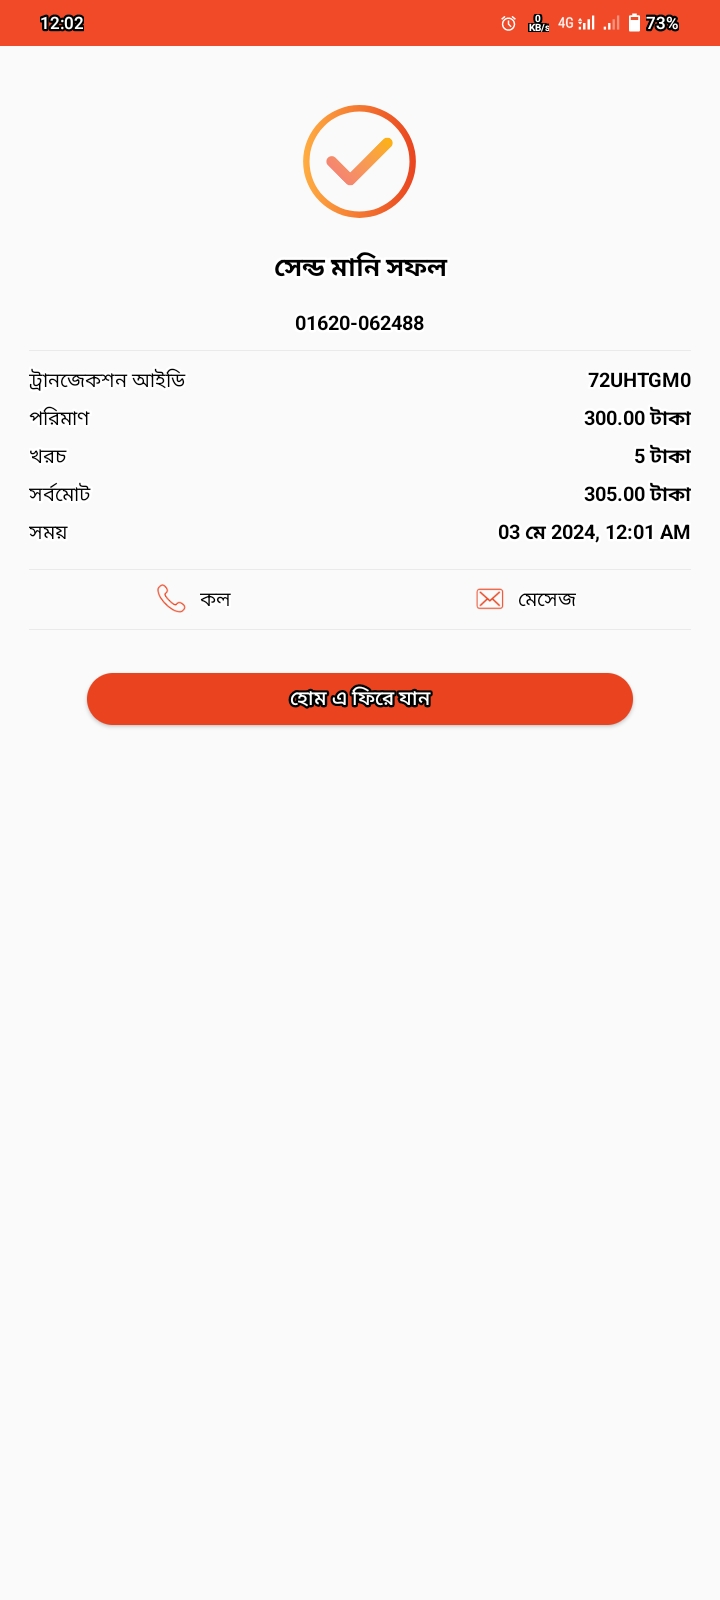 12:02
0
KB/s
4G
73%
সেন্ড মানি সফল
01620-062488
ট্রানজেকশন আইডি 72UHTGM0
পরিমাণ 300.00 টাকা
খরচ 5 টাকা
সর্বমোট 305.00 টাকা
সময় 03 মে 2024, 12:01 AM
কল মেসেজ
হোম এ ফিরে যান